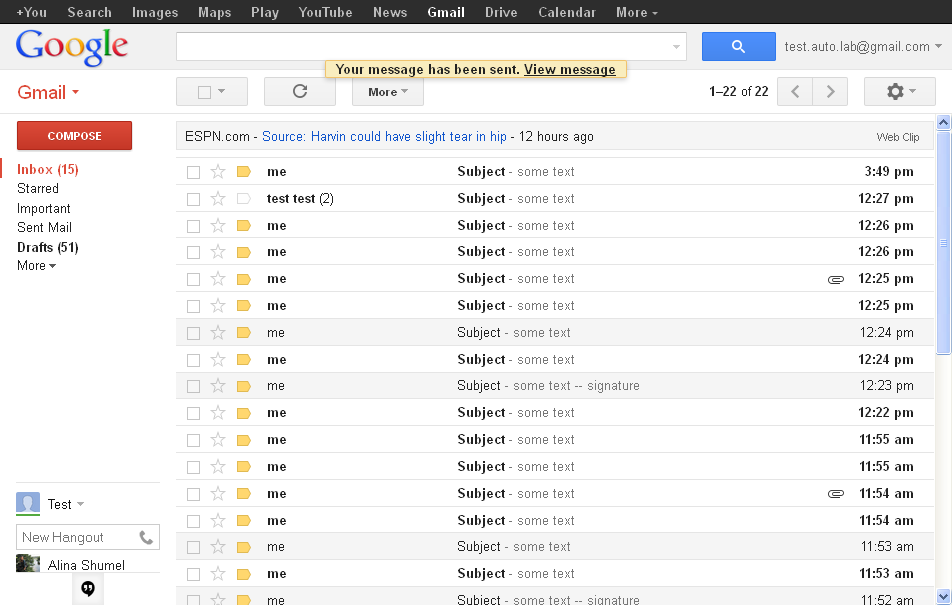 +You Search Images Maps Play YouTube News Gmail Drive Calendar More
Google
test.auto.lab@gmail.com
Your message has been sent. View message
Gmail
More
1–22 of 22
COMPOSE
ESPN.com - Source: Harvin could have slight tear in hip - 12 hours ago
Web Clip
Inbox (15)
Starred
Important
Sent Mail
Drafts (51)
More
me Subject - some text 3:49 pm
test test (2) Subject - some text 12:27 pm
me Subject - some text 12:26 pm
me Subject - some text 12:26 pm
me Subject - some text 12:25 pm
me Subject - some text 12:25 pm
me Subject - some text 12:24 pm
me Subject - some text 12:24 pm
me Subject - some text -- signature 12:23 pm
me Subject - some text 12:22 pm
me Subject - some text 11:55 am
me Subject - some text 11:55 am
me Subject - some text 11:54 am
me Subject - some text 11:54 am
me Subject - some text 11:53 am
me Subject - some text 11:53 am
me Subject - some text -- signature 11:52 am
Test
New Hangout
Alina Shumel